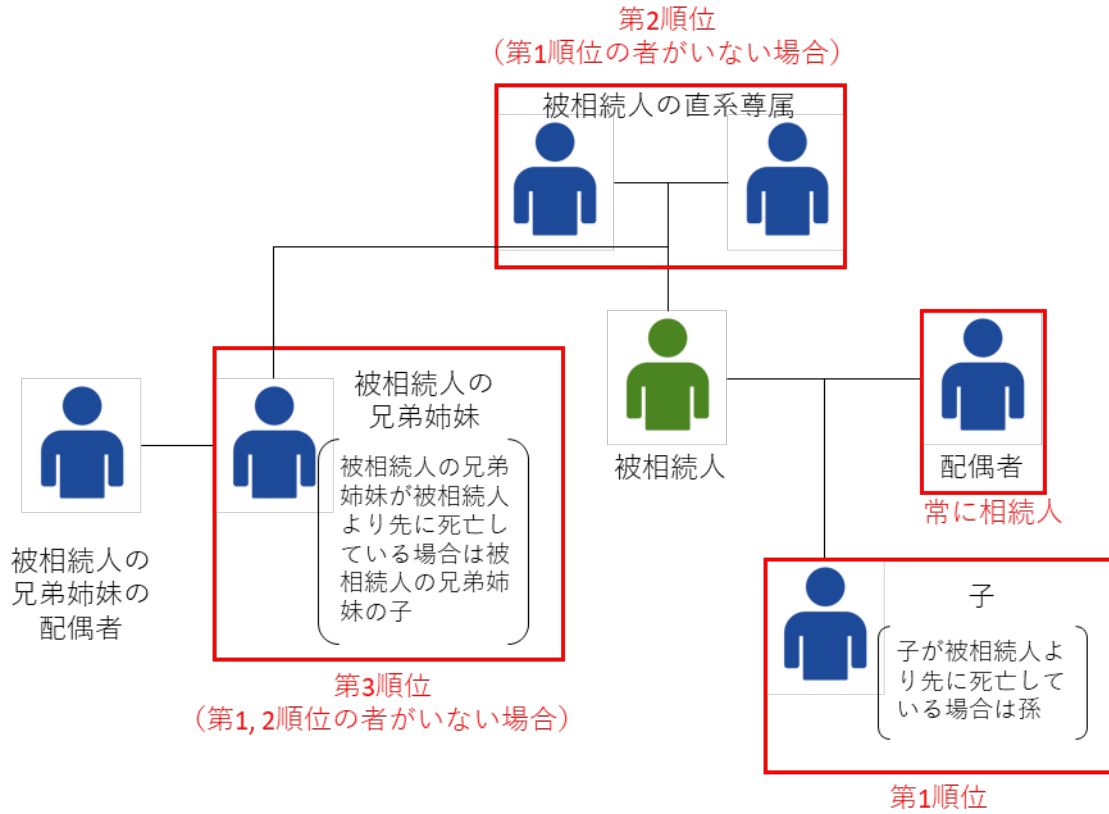 第2順位
（第1順位の者がいない場合）
被相続人の直系尊属
被相続人の
兄弟姉妹
被相続人の兄弟
姉妹が被相続人
より先に死亡し
ている場合は被
相続人の兄弟姉
妹の子
被相続人
配偶者
常に相続人
被相続人の
兄弟姉妹の
配偶者
第3順位
（第1, 2順位の者がいない場合）
子
子が被相続人よ
り先に死亡して
いる場合は孫
第1順位